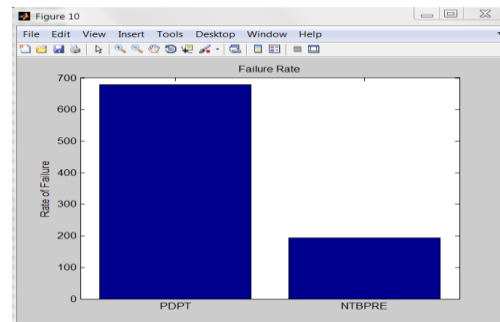 Figure 10
File Edit View Insert Tools Desktop Window Help
Failure Rate
700
600
500
400
300
200
100
0
Rate of Failure
PDPT NTBPRE